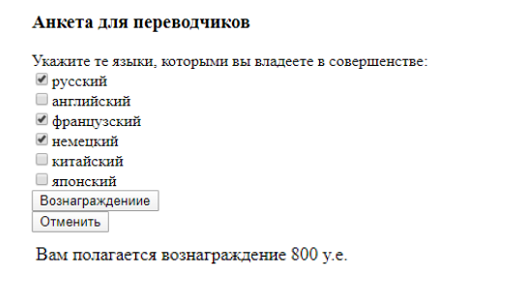 Анкета для переводчиков
Укажите те языки, которыми вы владеете в совершенстве:
русский
английский
французский
немецкий
китайский
японский
Вознаграждениие
Отменить
Вам полагается вознаграждение 800 у.е.